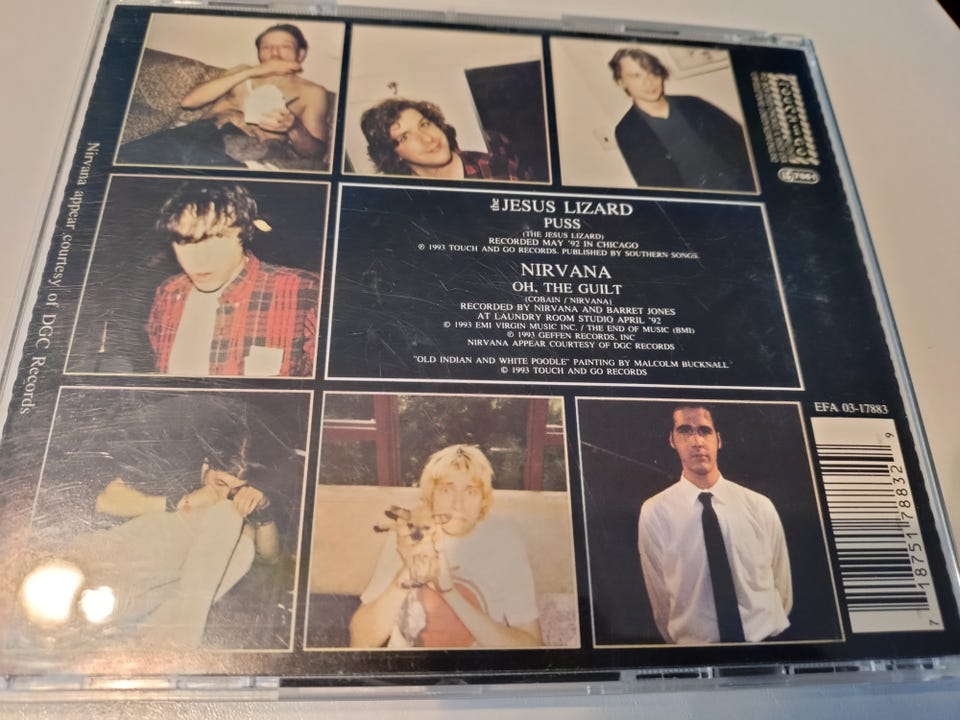 the JESUS LIZARD
PUSS
(THE JESUS LIZARD)
RECORDED MAY '92 IN CHICAGO
℗ 1993 TOUCH AND GO RECORDS. PUBLISHED BY SOUTHERN SONGS.
NIRVANA
OH, THE GUILT
(COBAIN / NIRVANA)
RECORDED BY NIRVANA AND BARRET JONES
AT LAUNDRY ROOM STUDIO APRIL '92
© 1993 EMI VIRGIN MUSIC INC. / THE END OF MUSIC (BMI)
℗ 1993 GEFFEN RECORDS, INC
NIRVANA APPEAR COURTESY OF DGC RECORDS
"OLD INDIAN AND WHITE POODLE" PAINTING BY MALCOLM BUCKNALL
© 1993 TOUCH AND GO RECORDS
Nirvana appear courtesy of DGC Records
EFA 03-17883
7 18751 78832 9